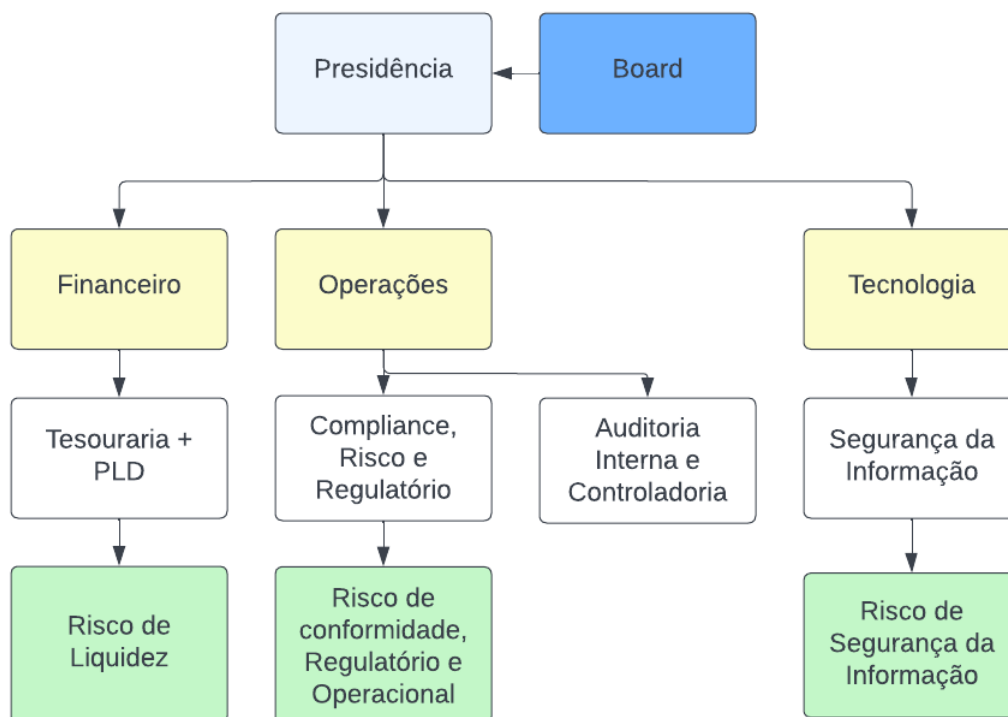 Presidência
Board
Financeiro
Operações
Tecnologia
Tesouraria +
PLD
Compliance,
Risco e
Regulatório
Auditoria
Interna e
Controladoria
Segurança da
Informação
Risco de
Liquidez
Risco de
conformidade,
Regulatório e
Operacional
Risco de
Segurança da
Informação